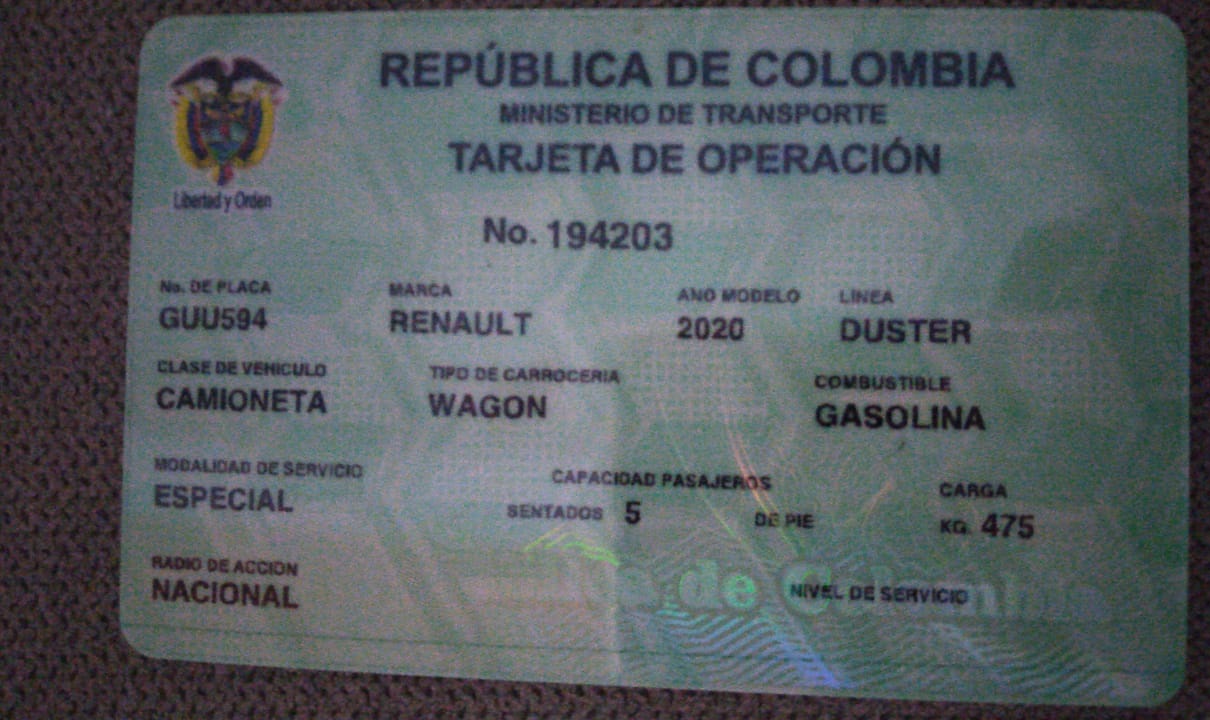 REPÚBLICA DE COLOMBIA
MINISTERIO DE TRANSPORTE
TARJETA DE OPERACIÓN
Libertad y Orden
No. 194203
No. DE PLACA MARCA AÑO MODELO LINEA
GUU594 RENAULT 2020 DUSTER
CLASE DE VEHICULO TIPO DE CARROCERIA COMBUSTIBLE
CAMIONETA WAGON GASOLINA
MODALIDAD DE SERVICIO CAPACIDAD PASAJEROS CARGA
ESPECIAL SENTADOS 5 DE PIE KG. 475
RADIO DE ACCION NIVEL DE SERVICIO
NACIONAL